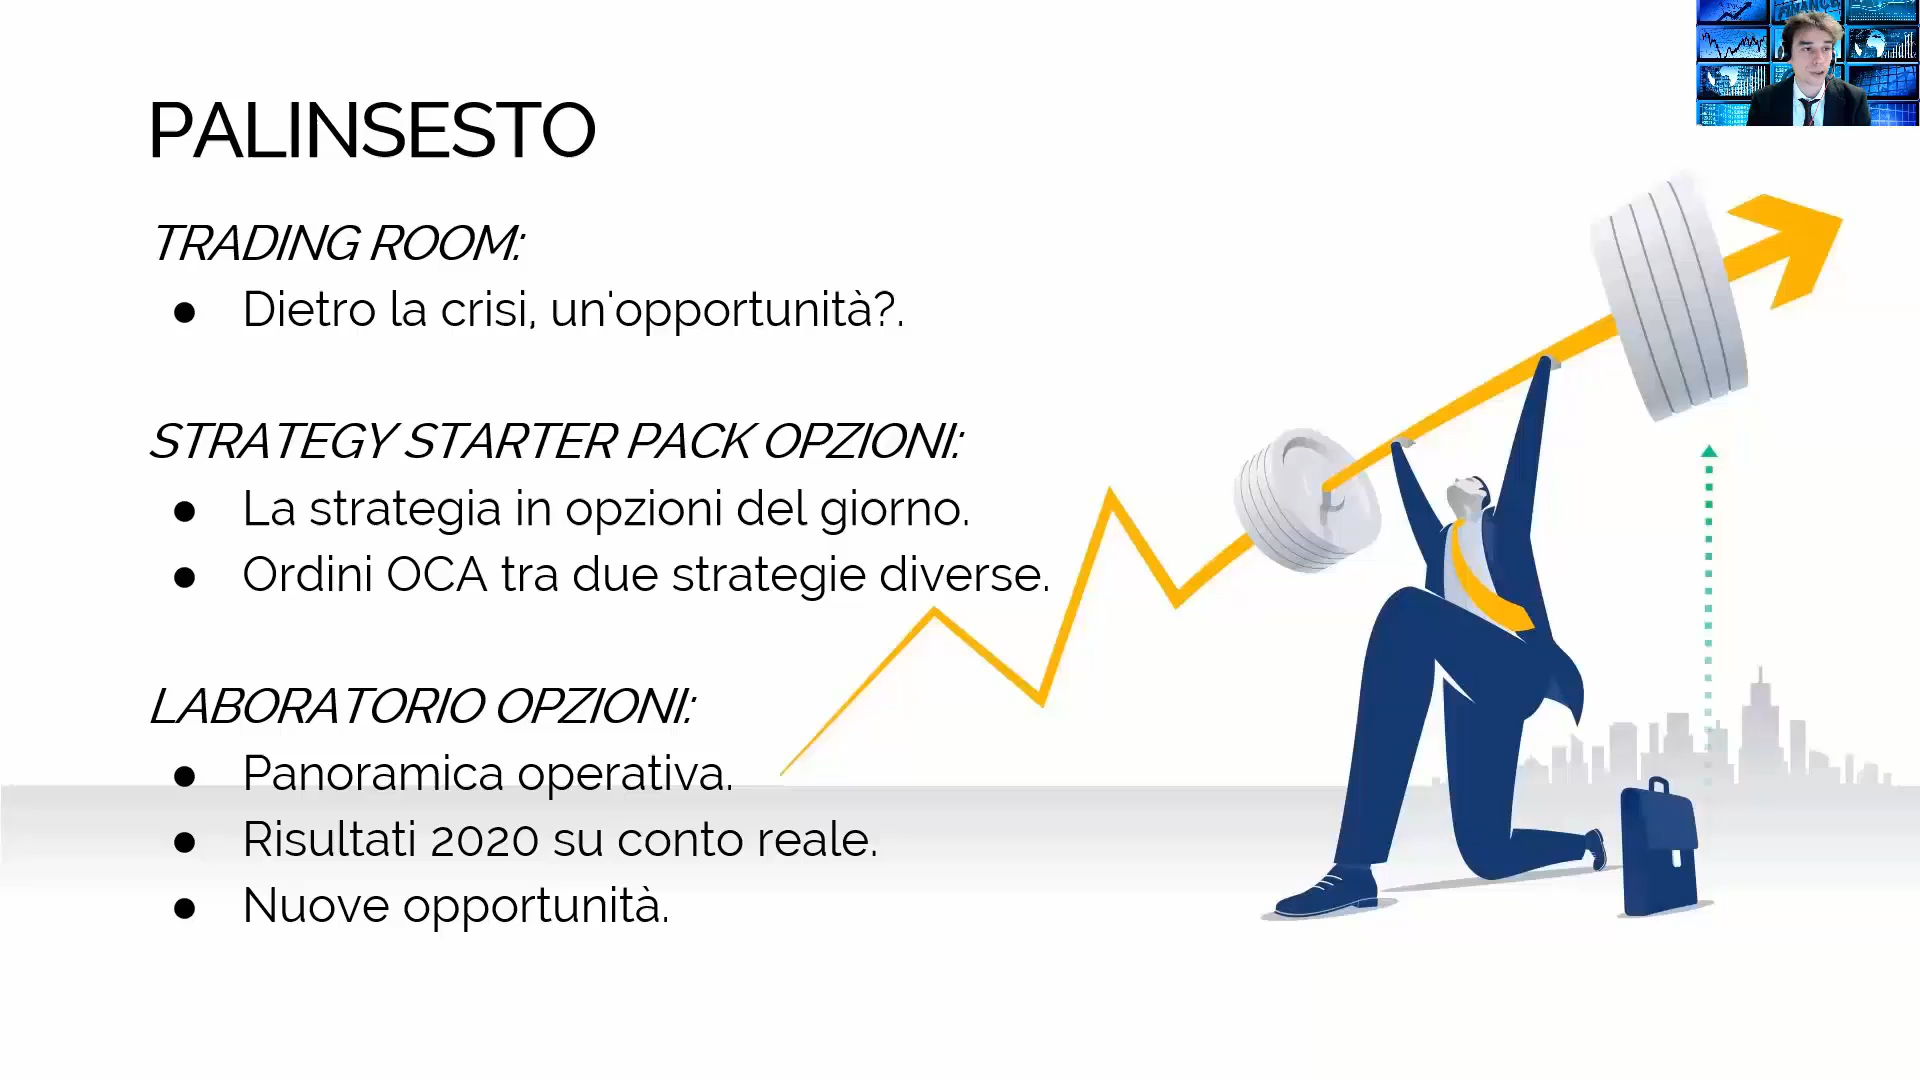 FINANCE
PALINSESTO
TRADING ROOM:
● Dietro la crisi, un'opportunità?.
STRATEGY STARTER PACK OPZIONI:
● La strategia in opzioni del giorno.
● Ordini OCA tra due strategie diverse.
LABORATORIO OPZIONI:
● Panoramica operativa.
● Risultati 2020 su conto reale.
● Nuove opportunità.